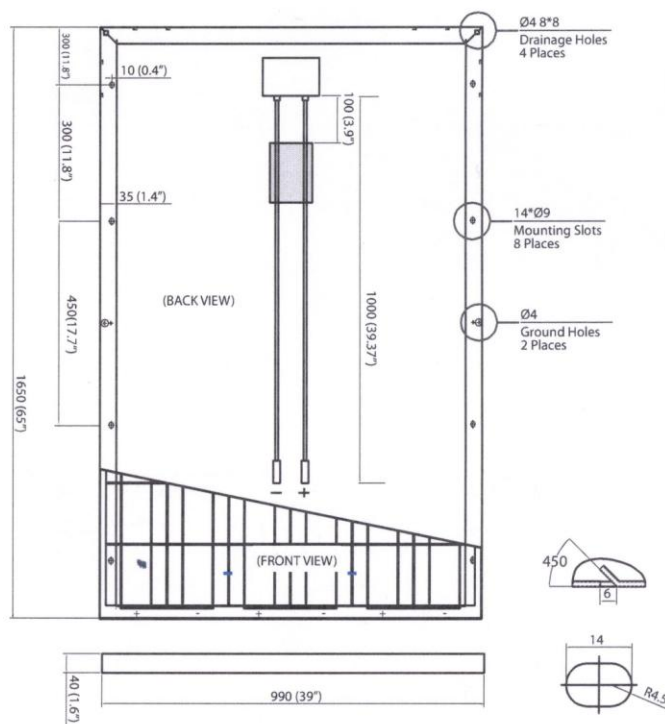 Ø4 8*8
Drainage Holes
4 Places
300 (11.8")
10 (0.4")
100 (3.9")
300 (11.8")
35 (1.4")
14*Ø9
Mounting Slots
8 Places
(BACK VIEW)
450(17.7")
1000 (39.37")
Ø4
Ground Holes
2 Places
1650 (65")
- +
(FRONT VIEW)
450
6
+ - + - + -
14
R4.5
40 (1.6")
990 (39")